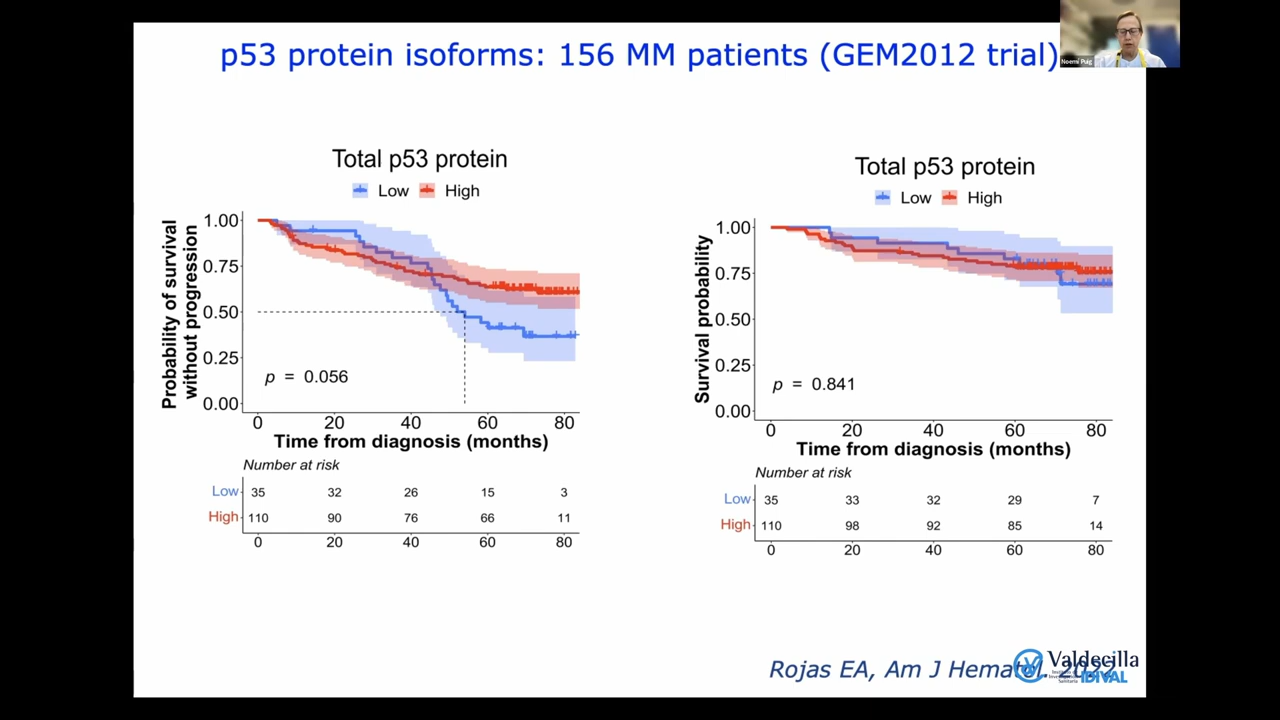 p53 protein isoforms: 156 MM patients (GEM2012 trial)
Noemi Puig
Total p53 protein
Low High
Probability of survival
without progression
1.00
0.75
0.50
0.25
0.00
p = 0.056
0 20 40 60 80
Time from diagnosis (months)
Number at risk
Low 35 32 26 15 3
High 110 90 76 66 11
0 20 40 60 80
Total p53 protein
Low High
Survival probability
1.00
0.75
0.50
0.25
0.00
p = 0.841
0 20 40 60 80
Time from diagnosis (months)
Number at risk
Low 35 33 32 29 7
High 110 98 92 85 14
0 20 40 60 80
Rojas EA, Am J Hematol. 2022
Valdecilla
IDIVAL